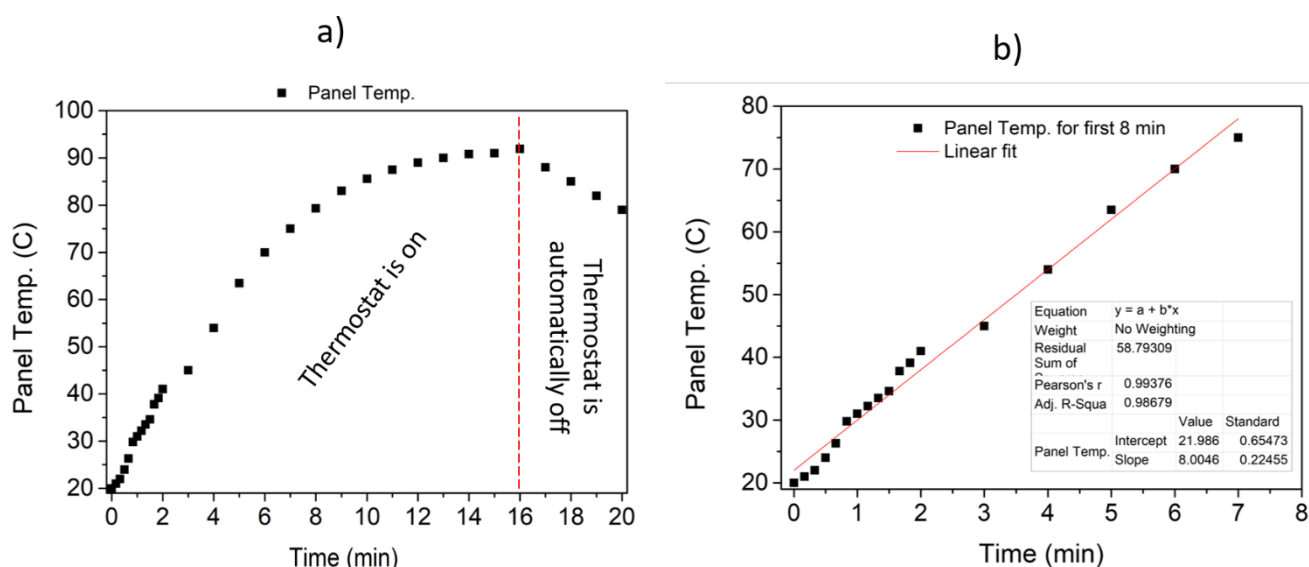 a)
Panel Temp.
100
90
80
70
60
50
40
30
20
Panel Temp. (C)
Thermostat is on
Thermostat is
automatically off
0 2 4 6 8 10 12 14 16 18 20
Time (min)
b)
Panel Temp. for first 8 min
Linear fit
80
70
60
50
40
30
20
Panel Temp. (C)
Equation y = a + b*x
Weight No Weighting
Residual 58.79309
Sum of
Pearson's r 0.99376
Adj. R-Squa 0.98679
Value Standard
Panel Temp. Intercept 21.986 0.65473
Slope 8.0046 0.22455
0 1 2 3 4 5 6 7 8
Time (min)